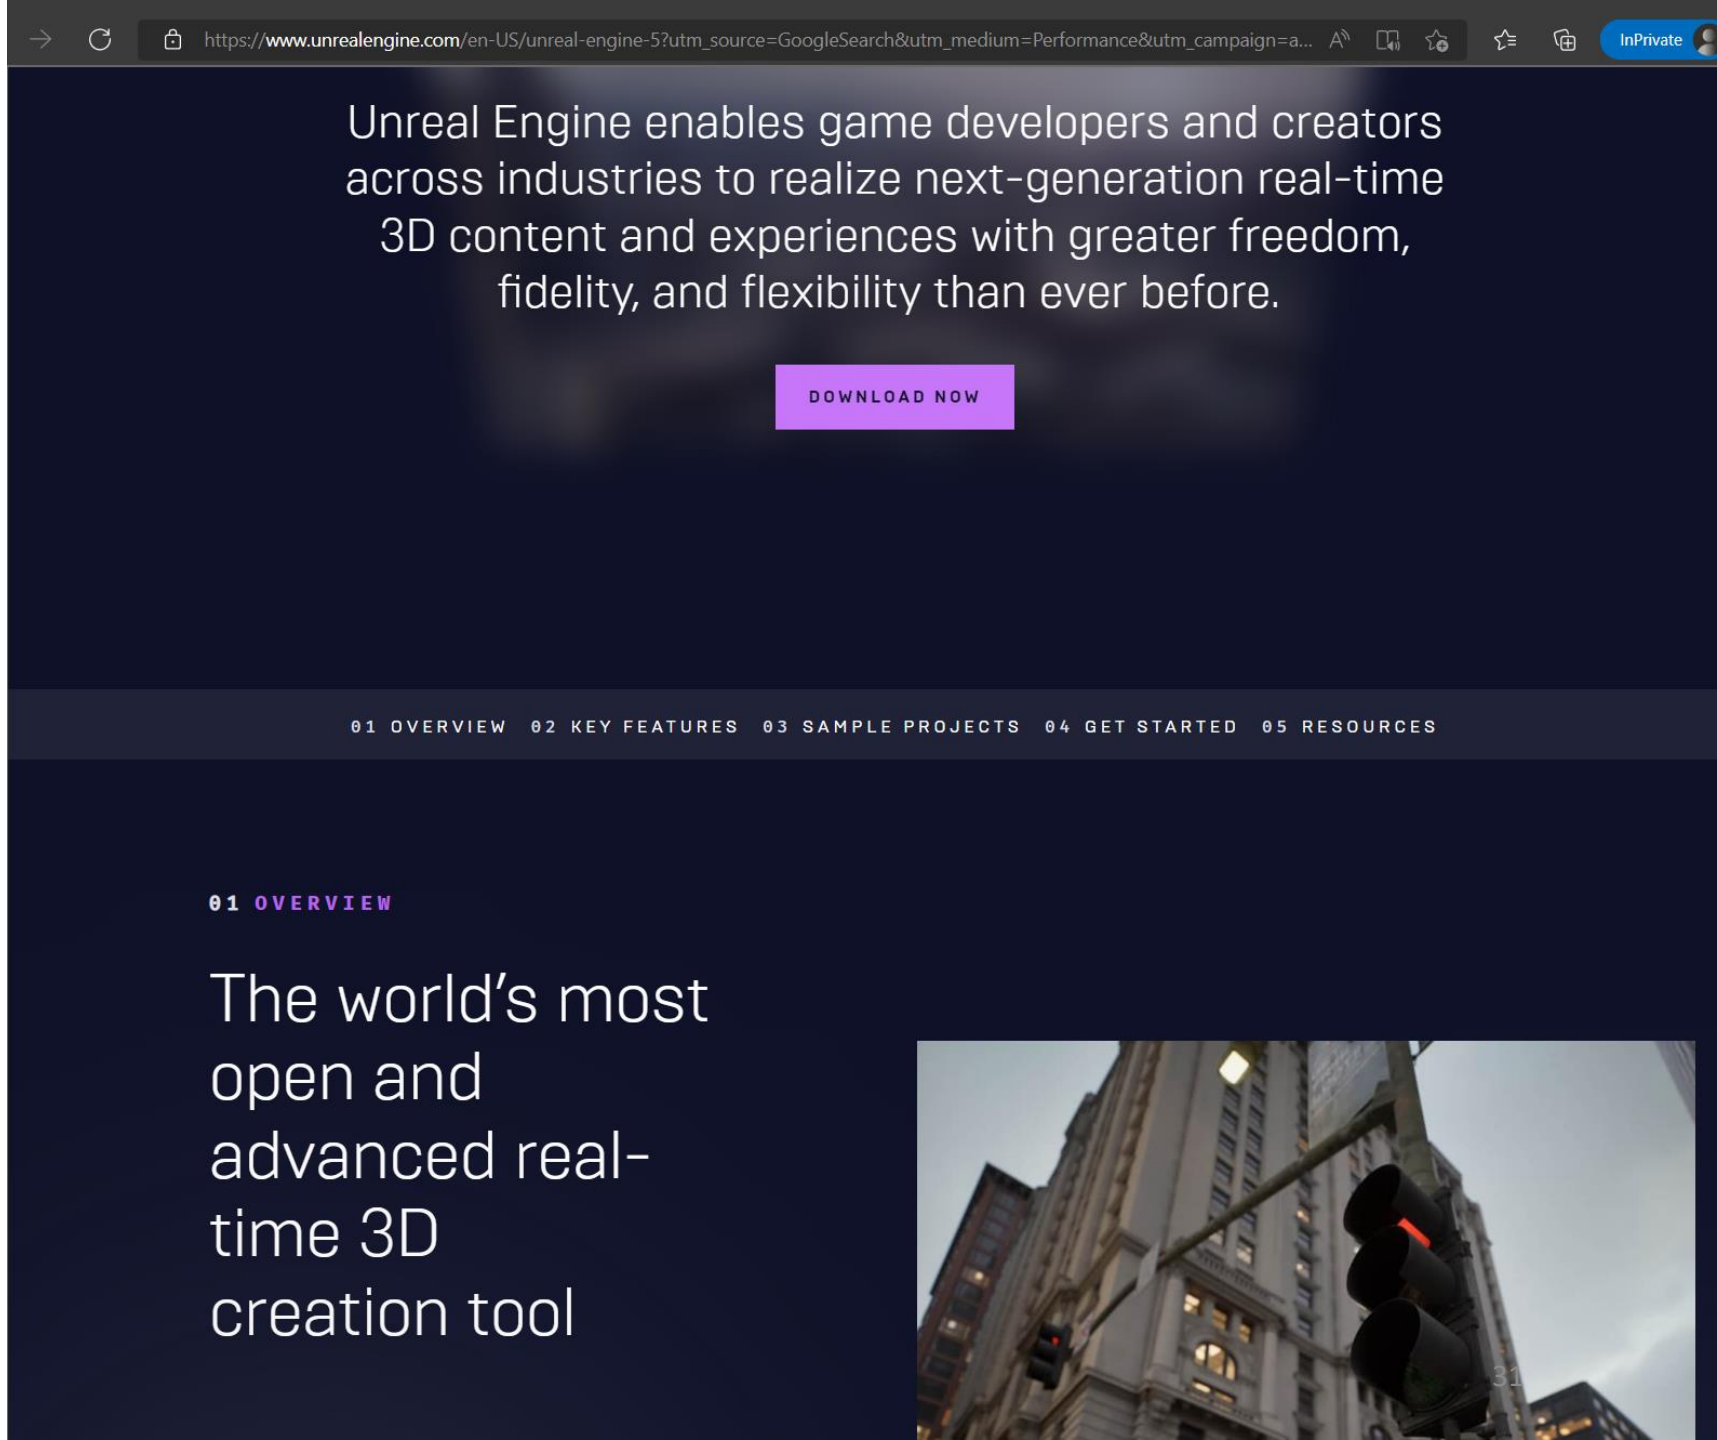 https://www.unrealengine.com/en-US/unreal-engine-5?utm_source=GoogleSearch&utm_medium=Performance&utm_campaign=a...
InPrivate
Unreal Engine enables game developers and creators
across industries to realize next-generation real-time
3D content and experiences with greater freedom,
fidelity, and flexibility than ever before.
DOWNLOAD NOW
01 OVERVIEW 02 KEY FEATURES 03 SAMPLE PROJECTS 04 GET STARTED 05 RESOURCES
01 OVERVIEW
The world's most
open and
advanced real-
time 3D
creation tool
31